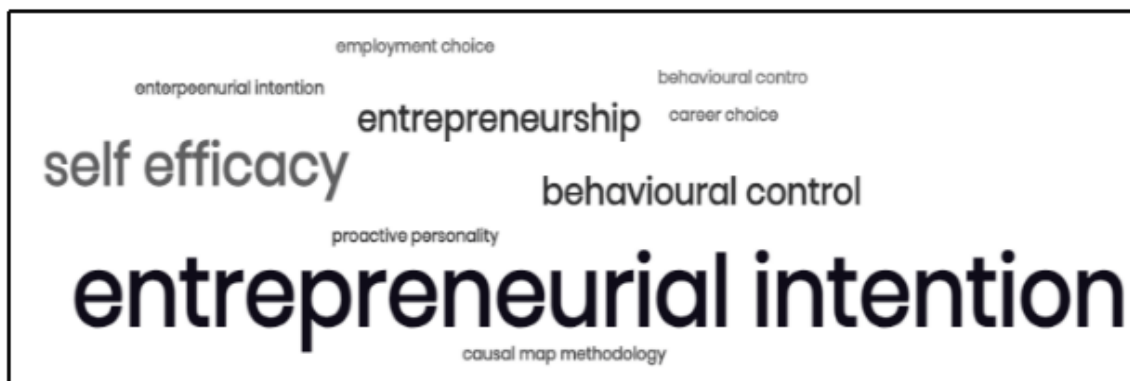 employment choice
behavioural contro
enterpeenurial intention
entrepreneurship
career choice
self efficacy
behavioural control
proactive personality
entrepreneurial intention
causal map methodology